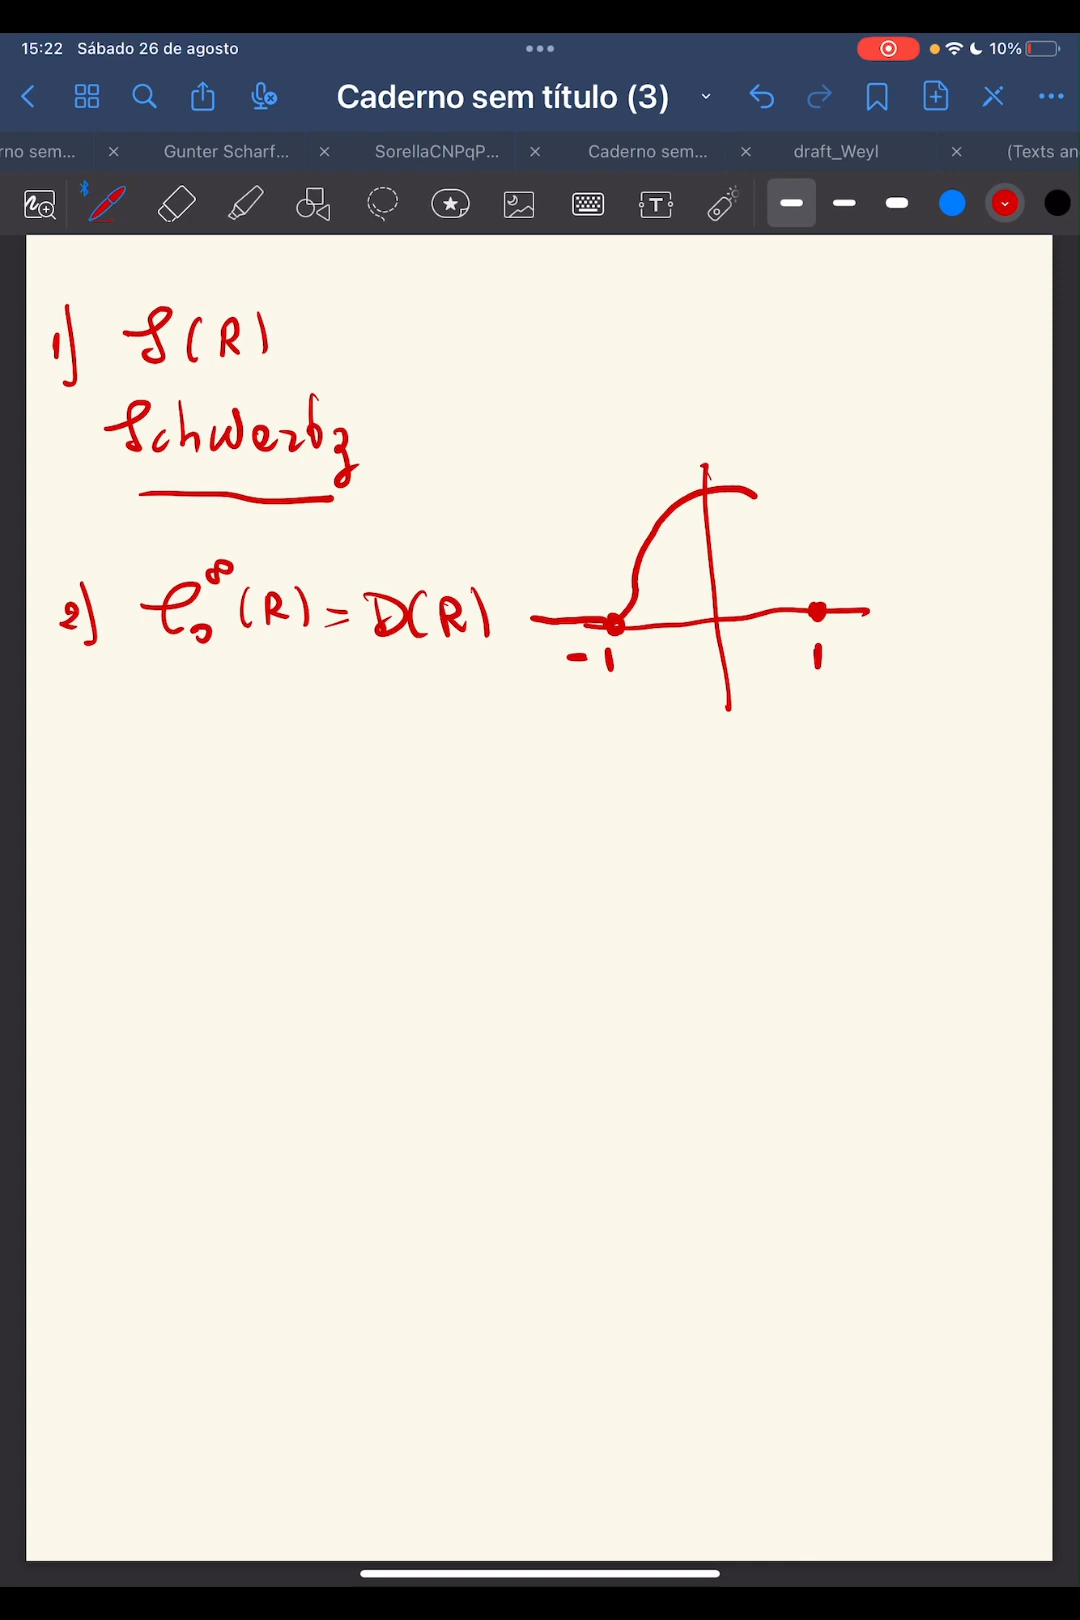 15:22 Sábado 26 de agosto 10%
Caderno sem título (3)
rno sem... Gunter Scharf... SorellaCNPqP... Caderno sem... draft_Weyl (Texts an
T
1) S(R)
Schwartz
2) C₀^∞ (R) = D(R)
-1 1